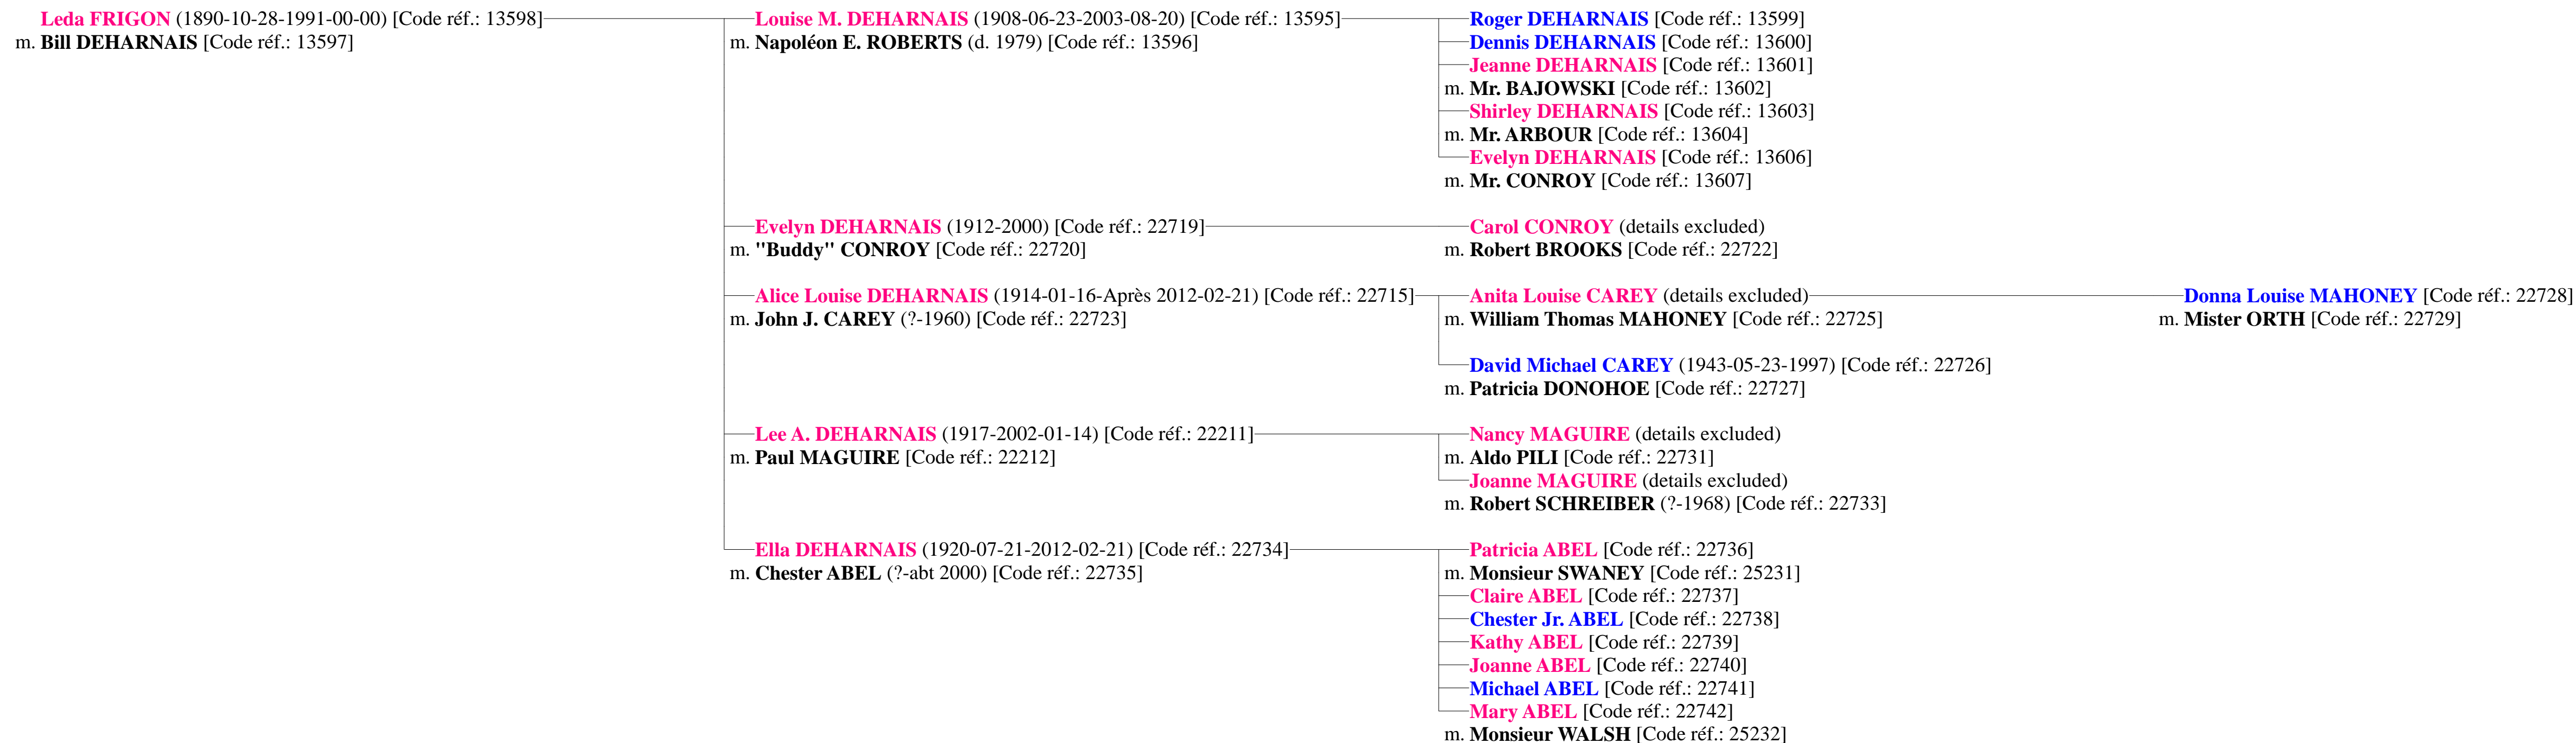 Leda FRIGON (1890-10-28-1991-00-00) [Code réf.: 13598]
m. Bill DEHARNAIS [Code réf.: 13597]
Louise M. DEHARNAIS (1908-06-23-2003-08-20) [Code réf.: 13595]
m. Napoléon E. ROBERTS (d. 1979) [Code réf.: 13596]
Roger DEHARNAIS [Code réf.: 13599]
Dennis DEHARNAIS [Code réf.: 13600]
Jeanne DEHARNAIS [Code réf.: 13601]
m. Mr. BAJOWSKI [Code réf.: 13602]
Shirley DEHARNAIS [Code réf.: 13603]
m. Mr. ARBOUR [Code réf.: 13604]
Evelyn DEHARNAIS [Code réf.: 13606]
m. Mr. CONROY [Code réf.: 13607]
Evelyn DEHARNAIS (1912-2000) [Code réf.: 22719]
m. "Buddy" CONROY [Code réf.: 22720]
Carol CONROY (details excluded)
m. Robert BROOKS [Code réf.: 22722]
Alice Louise DEHARNAIS (1914-01-16-Après 2012-02-21) [Code réf.: 22715]
m. John J. CAREY (?-1960) [Code réf.: 22723]
Anita Louise CAREY (details excluded)
m. William Thomas MAHONEY [Code réf.: 22725]
Donna Louise MAHONEY [Code réf.: 22728]
m. Mister ORTH [Code réf.: 22729]
David Michael CAREY (1943-05-23-1997) [Code réf.: 22726]
m. Patricia DONOHOE [Code réf.: 22727]
Lee A. DEHARNAIS (1917-2002-01-14) [Code réf.: 22211]
m. Paul MAGUIRE [Code réf.: 22212]
Nancy MAGUIRE (details excluded)
m. Aldo PILI [Code réf.: 22731]
Joanne MAGUIRE (details excluded)
m. Robert SCHREIBER (?-1968) [Code réf.: 22733]
Ella DEHARNAIS (1920-07-21-2012-02-21) [Code réf.: 22734]
m. Chester ABEL (?-abt 2000) [Code réf.: 22735]
Patricia ABEL [Code réf.: 22736]
m. Monsieur SWANEY [Code réf.: 25231]
Claire ABEL [Code réf.: 22737]
Chester Jr. ABEL [Code réf.: 22738]
Kathy ABEL [Code réf.: 22739]
Joanne ABEL [Code réf.: 22740]
Michael ABEL [Code réf.: 22741]
Mary ABEL [Code réf.: 22742]
m. Monsieur WALSH [Code réf.: 25232]